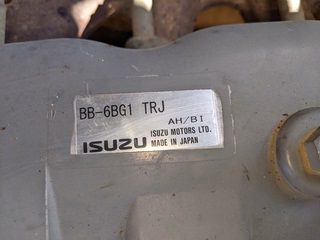 BB-6BG1 TRJ
AH/BI
ISUZU MOTORS LTD.
ISUZU MADE IN JAPAN